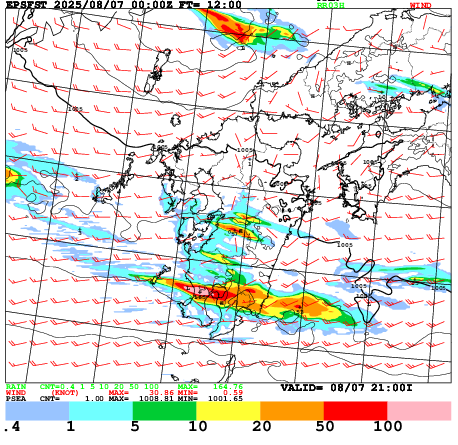 EPSFST 2025/08/07 00:00Z FT= 12:00 RR03H WIND
1005
1005
1005
1005
1005
1005
1005
RAIN CNT=0.4 1 5 10 20 50 100 MAX= 164.76
WIND (KNOT) MAX= 30.86 MIN= 0.59
PSEA CNT= 1.00 MAX= 1008.81 MIN= 1001.65
VALID= 08/07 21:00I
.4 1 5 10 20 50 100